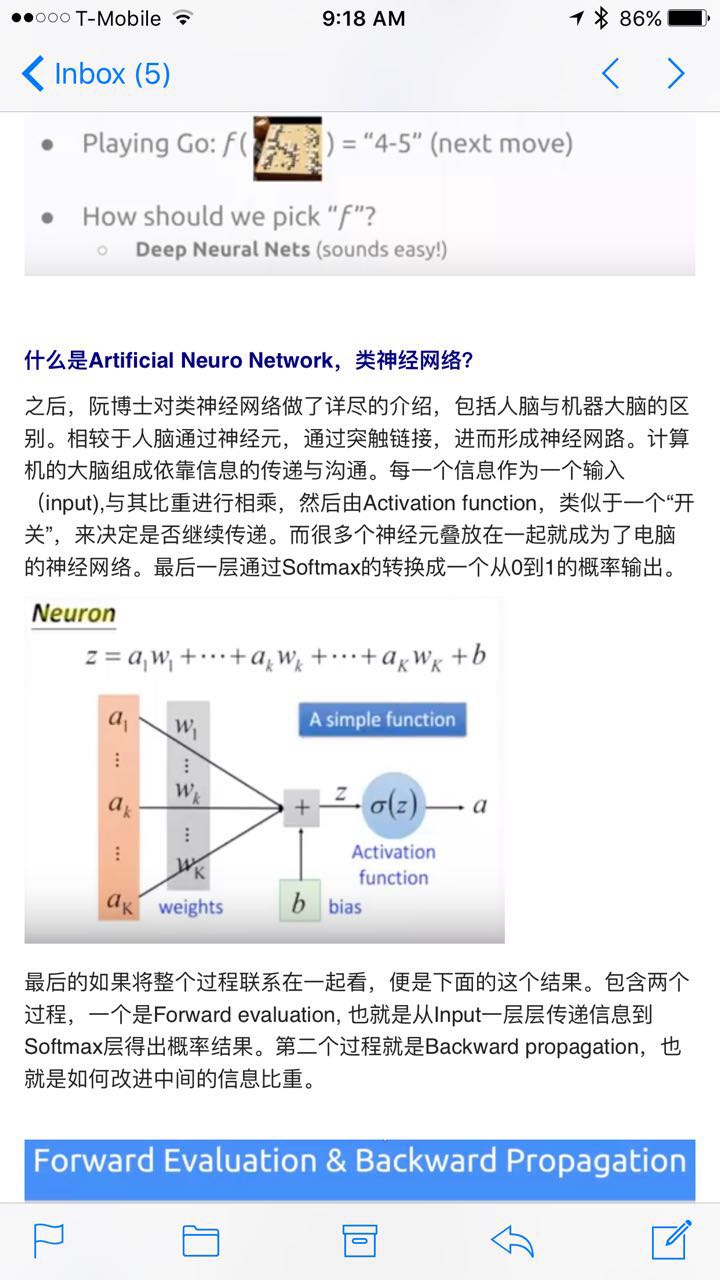 T-Mobile 9:18 AM 86%
Inbox (5)
● Playing Go: f( ) = “4-5” (next move)
● How should we pick “f”?
○ Deep Neural Nets (sounds easy!)
什么是Artificial Neuro Network，类神经网络？
之后，阮博士对类神经网络做了详尽的介绍，包括人脑与机器大脑的区
别。相较于人脑通过神经元，通过突触链接，进而形成神经网路。计算
机的大脑组成依靠信息的传递与沟通。每一个信息作为一个输入
（input),与其比重进行相乘，然后由Activation function，类似于一个“开
关”，来决定是否继续传递。而很多个神经元叠放在一起就成为了电脑
的神经网络。最后一层通过Softmax的转换成一个从0到1的概率输出。
Neuron
z = a₁w₁ + ⋯ + aₖwₖ + ⋯ + a_K w_K + b
A simple function
a₁
w₁
⋮
⋮
aₖ
wₖ
+
z
σ(z)
a
⋮
⋮
Activation
function
w_K
a_K
weights
b
bias
最后的如果将整个过程联系在一起看，便是下面的这个结果。包含两个
过程，一个是Forward evaluation, 也就是从Input一层层传递信息到
Softmax层得出概率结果。第二个过程就是Backward propagation，也
就是如何改进中间的信息比重。
Forward Evaluation & Backward Propagation